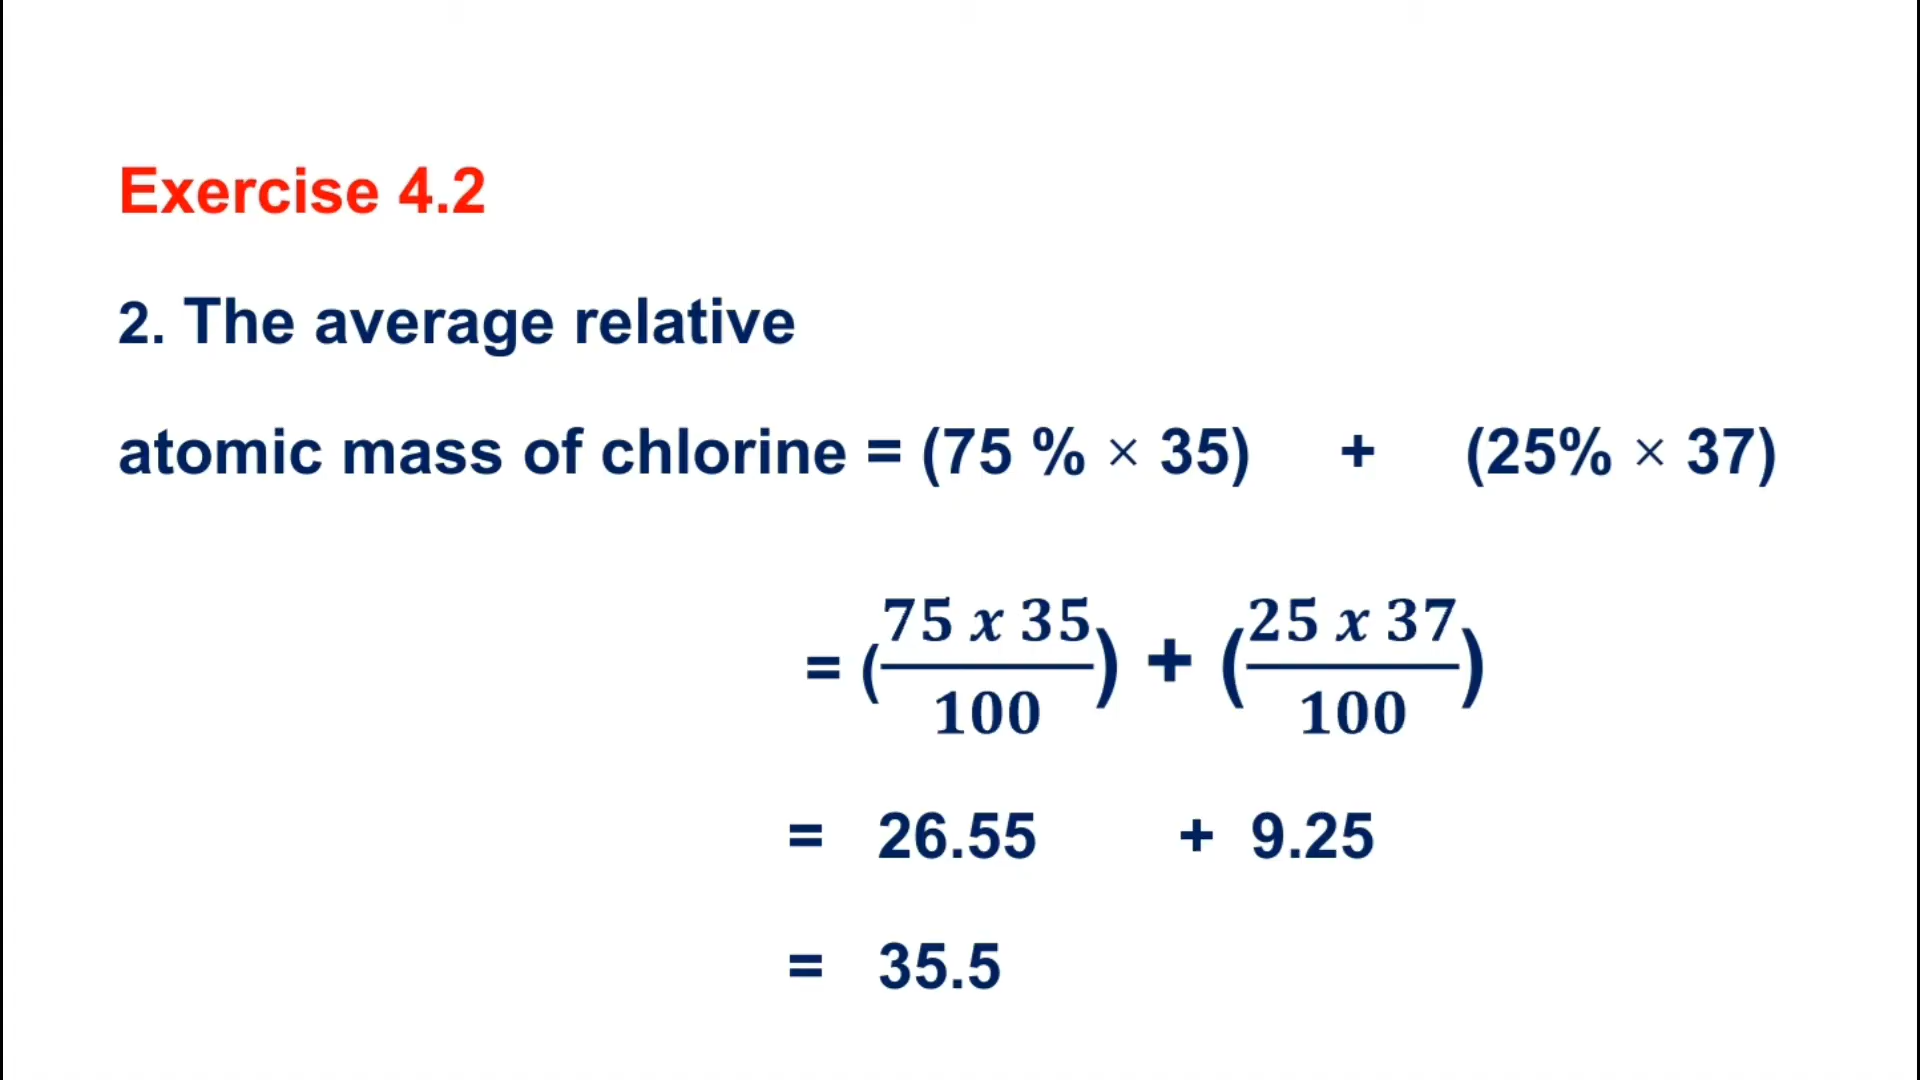 Exercise 4.2
2. The average relative
atomic mass of chlorine = (75 % × 35) + (25% × 37)
= (75 x 35/100) + (25 x 37/100)
= 26.55 + 9.25
= 35.5